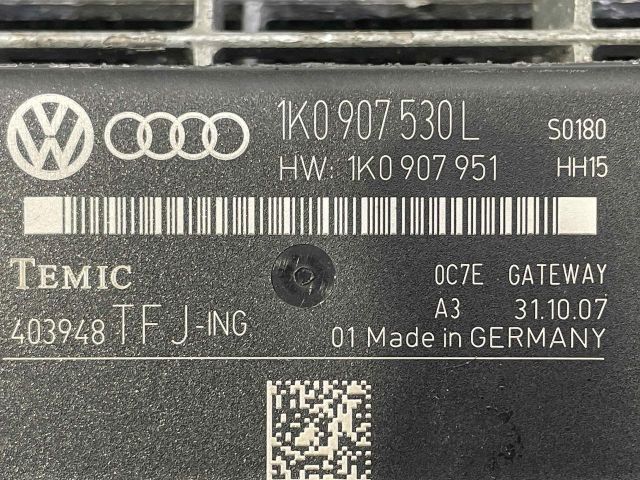 1K0 907 530 L S0180
HW: 1K0 907 951 HH15
TEMIC 0C7E GATEWAY
403948 TFJ-ING A3 31.10.07
01 Made in GERMANY